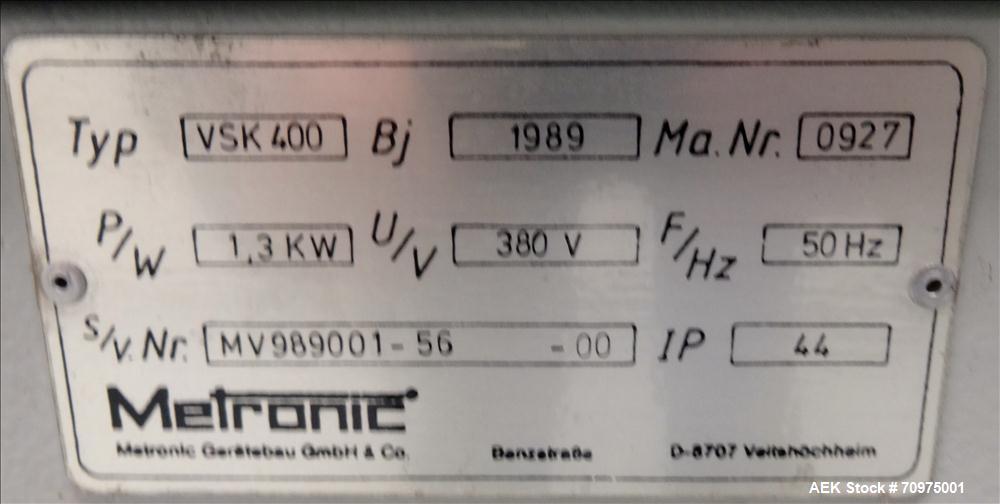 Typ VSK 400 Bj 1989 Ma. Nr. 0927
P/W 1,3 KW U/V 380 V F/Hz 50 Hz
S/V. Nr. MV989001-56 -00 IP 44
Metronic
Metronic Gerätebau GmbH & Co. Benzstraße D-8707 Veitshöchheim
AEK Stock # 70975001